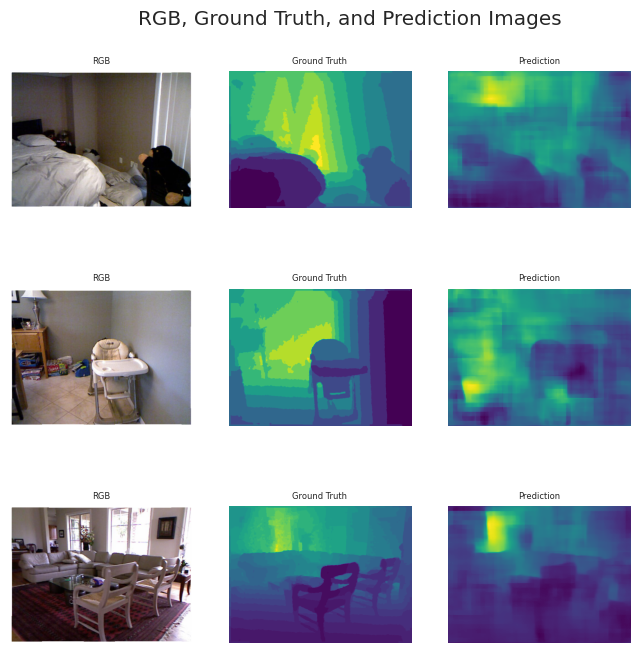 RGB, Ground Truth, and Prediction Images
RGB
Ground Truth
Prediction
RGB
Ground Truth
Prediction
RGB
Ground Truth
Prediction